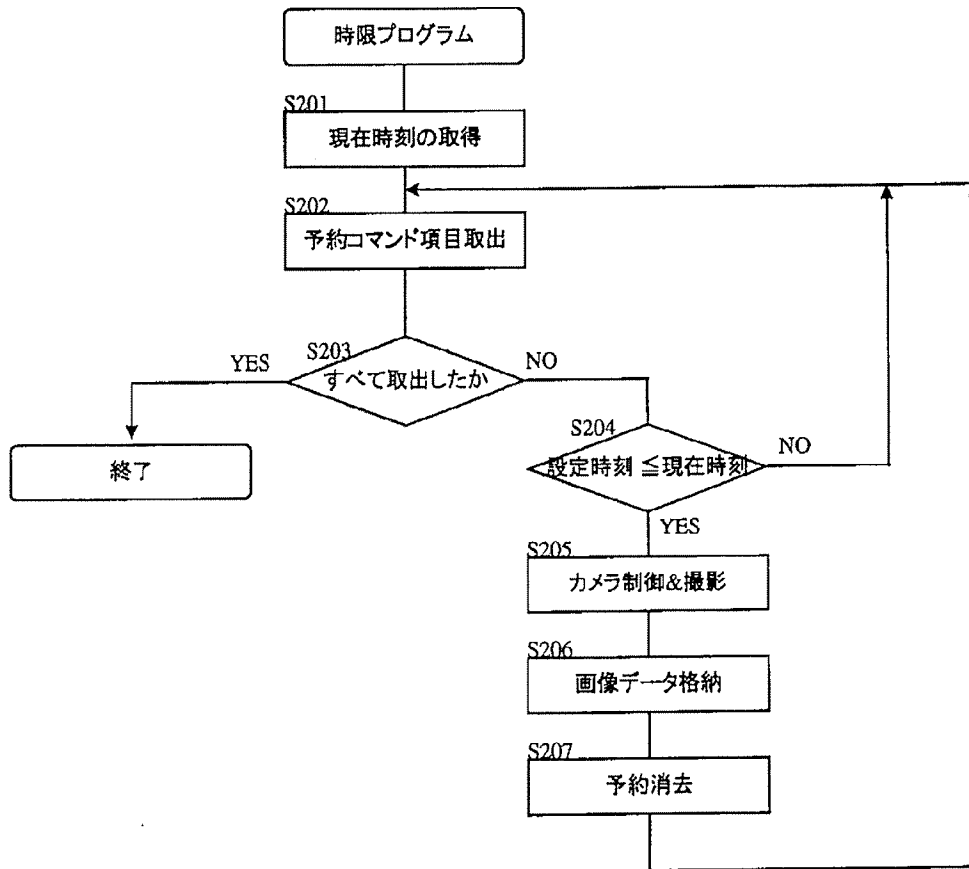 時限プログラム
S201
現在時刻の取得
S202
予約コマンド項目取出
S203
YES
NO
すべて取出したか
S204
終了
設定時刻 ≦現在時刻
NO
YES
S205
カメラ制御&撮影
S206
画像データ格納
S207
予約消去